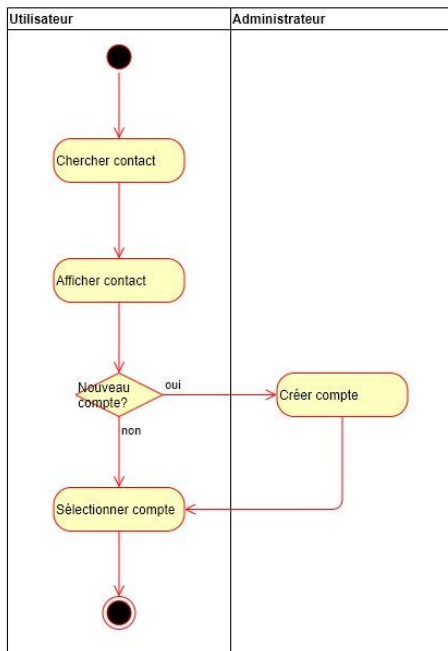 Utilisateur
Administrateur
Chercher contact
Afficher contact
Nouveau
compte?
oui
Créer compte
non
Sélectionner compte